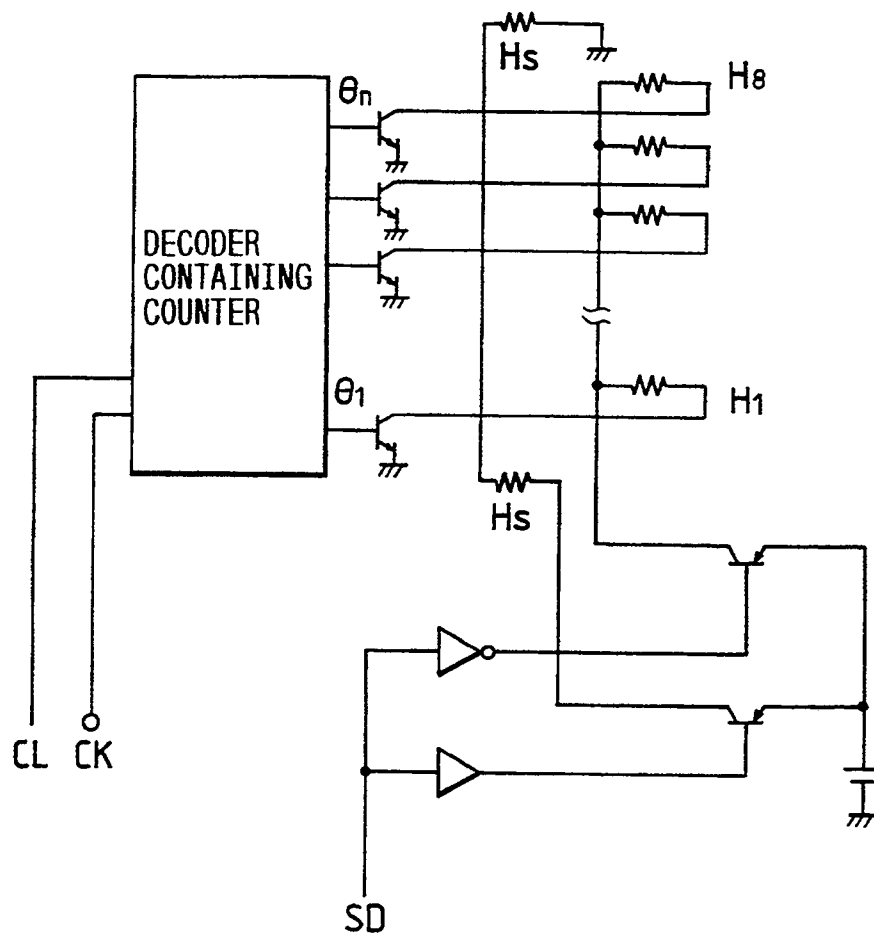 Hs
H8
θn
DECODER
CONTAINING
COUNTER
θ1
H1
Hs
CL
CK
SD